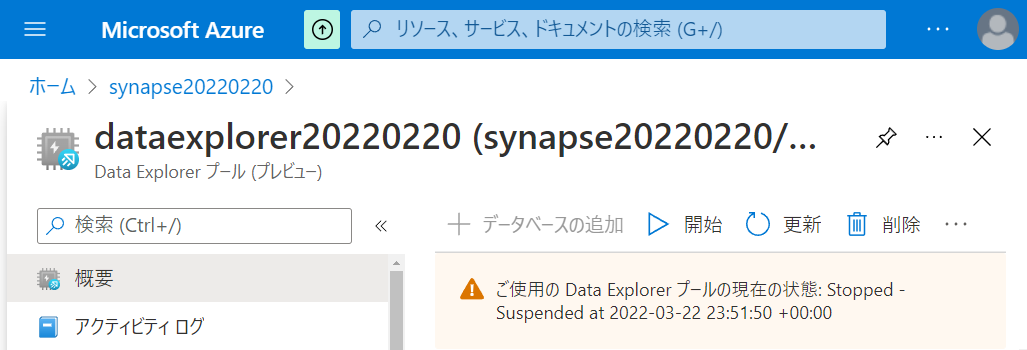 Microsoft Azure
リソース、サービス、ドキュメントの検索 (G+/)
ホーム > synapse20220220 >
dataexplorer20220220 (synapse20220220/...
Data Explorer プール (プレビュー)
検索 (Ctrl+/)
データベースの追加 開始 更新 削除
概要
アクティビティ ログ
ご使用の Data Explorer プールの現在の状態: Stopped -
Suspended at 2022-03-22 23:51:50 +00:00